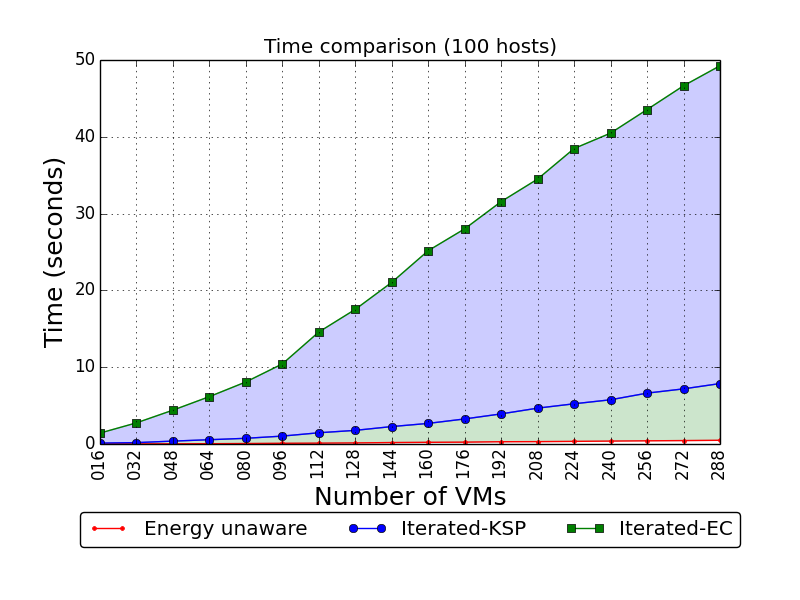 Time comparison (100 hosts)
50
40
30
20
10
0
Time (seconds)
016 032 048 064 080 096 112 128 144 160 176 192 208 224 240 256 272 288
Number of VMs
Energy unaware Iterated-KSP Iterated-EC